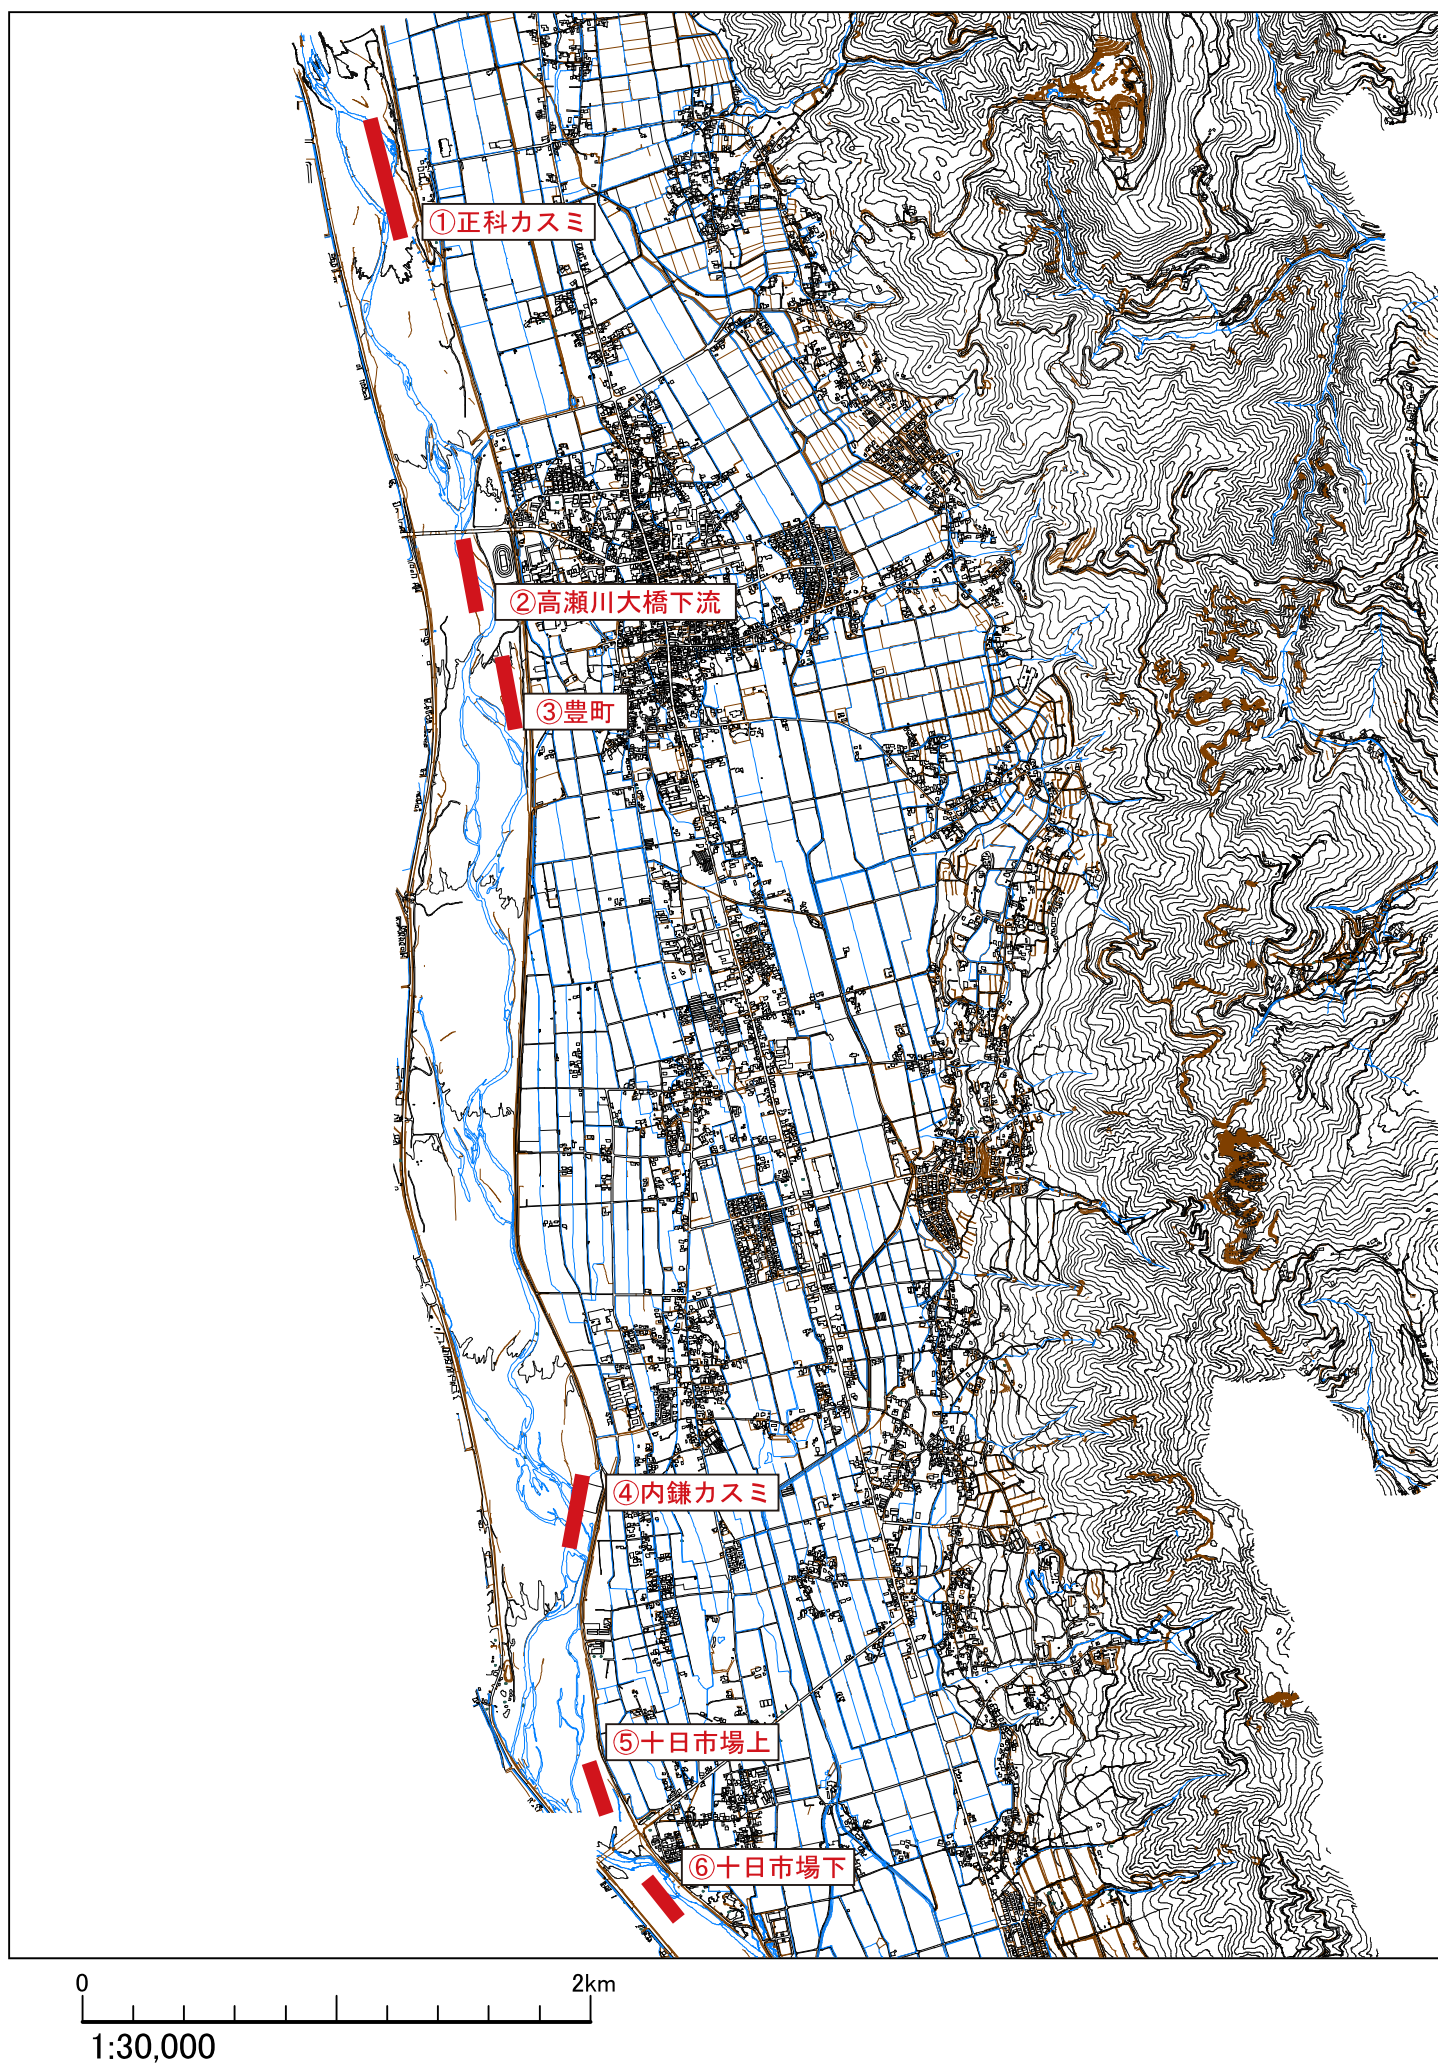 ①正科カスミ
②高瀬川大橋下流
③豊町
④内鎌カスミ
⑤十日市場上
⑥十日市場下
0 2km
1:30,000